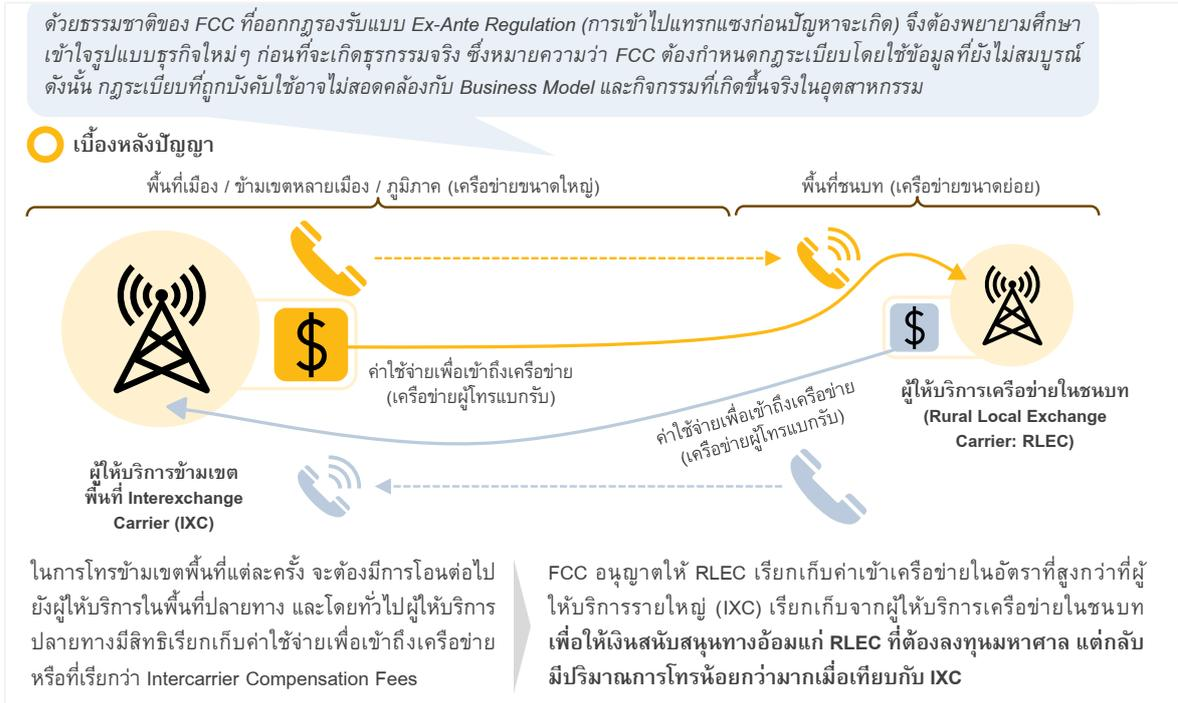 ด้วยธรรมชาติของ FCC ที่ออกกฎรองรับแบบ Ex-Ante Regulation (การเข้าไปแทรกแซงก่อนปัญหาจะเกิด) จึงต้องพยายามศึกษา
เข้าใจรูปแบบธุรกิจใหม่ๆ ก่อนที่จะเกิดธุรกรรมจริง ซึ่งหมายความว่า FCC ต้องกำหนดกฎระเบียบโดยใช้ข้อมูลที่ยังไม่สมบูรณ์
ดังนั้น กฎระเบียบที่ถูกบังคับใช้อาจไม่สอดคล้องกับ Business Model และกิจกรรมที่เกิดขึ้นจริงในอุตสาหกรรม
เบื้องหลังปัญญา
พื้นที่เมือง / ข้ามเขตหลายเมือง / ภูมิภาค (เครือข่ายขนาดใหญ่)
พื้นที่ชนบท (เครือข่ายขนาดย่อย)
$
$
ค่าใช้จ่ายเพื่อเข้าถึงเครือข่าย
(เครือข่ายผู้โทรแบกรับ)
ค่าใช้จ่ายเพื่อเข้าถึงเครือข่าย
(เครือข่ายผู้โทรแบกรับ)
ผู้ให้บริการเครือข่ายในชนบท
(Rural Local Exchange
Carrier: RLEC)
ผู้ให้บริการข้ามเขต
พื้นที่ Interexchange
Carrier (IXC)
ในการโทรข้ามเขตพื้นที่แต่ละครั้ง จะต้องมีการโอนต่อไป
ยังผู้ให้บริการในพื้นที่ปลายทาง และโดยทั่วไปผู้ให้บริการ
ปลายทางมีสิทธิเรียกเก็บค่าใช้จ่ายเพื่อเข้าถึงเครือข่าย
หรือที่เรียกว่า Intercarrier Compensation Fees
FCC อนุญาตให้ RLEC เรียกเก็บค่าเข้าเครือข่ายในอัตราที่สูงกว่าที่ผู้
ให้บริการรายใหญ่ (IXC) เรียกเก็บจากผู้ให้บริการเครือข่ายในชนบท
เพื่อให้เงินสนับสนุนทางอ้อมแก่ RLEC ที่ต้องลงทุนมหาศาล แต่กลับ
มีปริมาณการโทรน้อยกว่ามากเมื่อเทียบกับ IXC